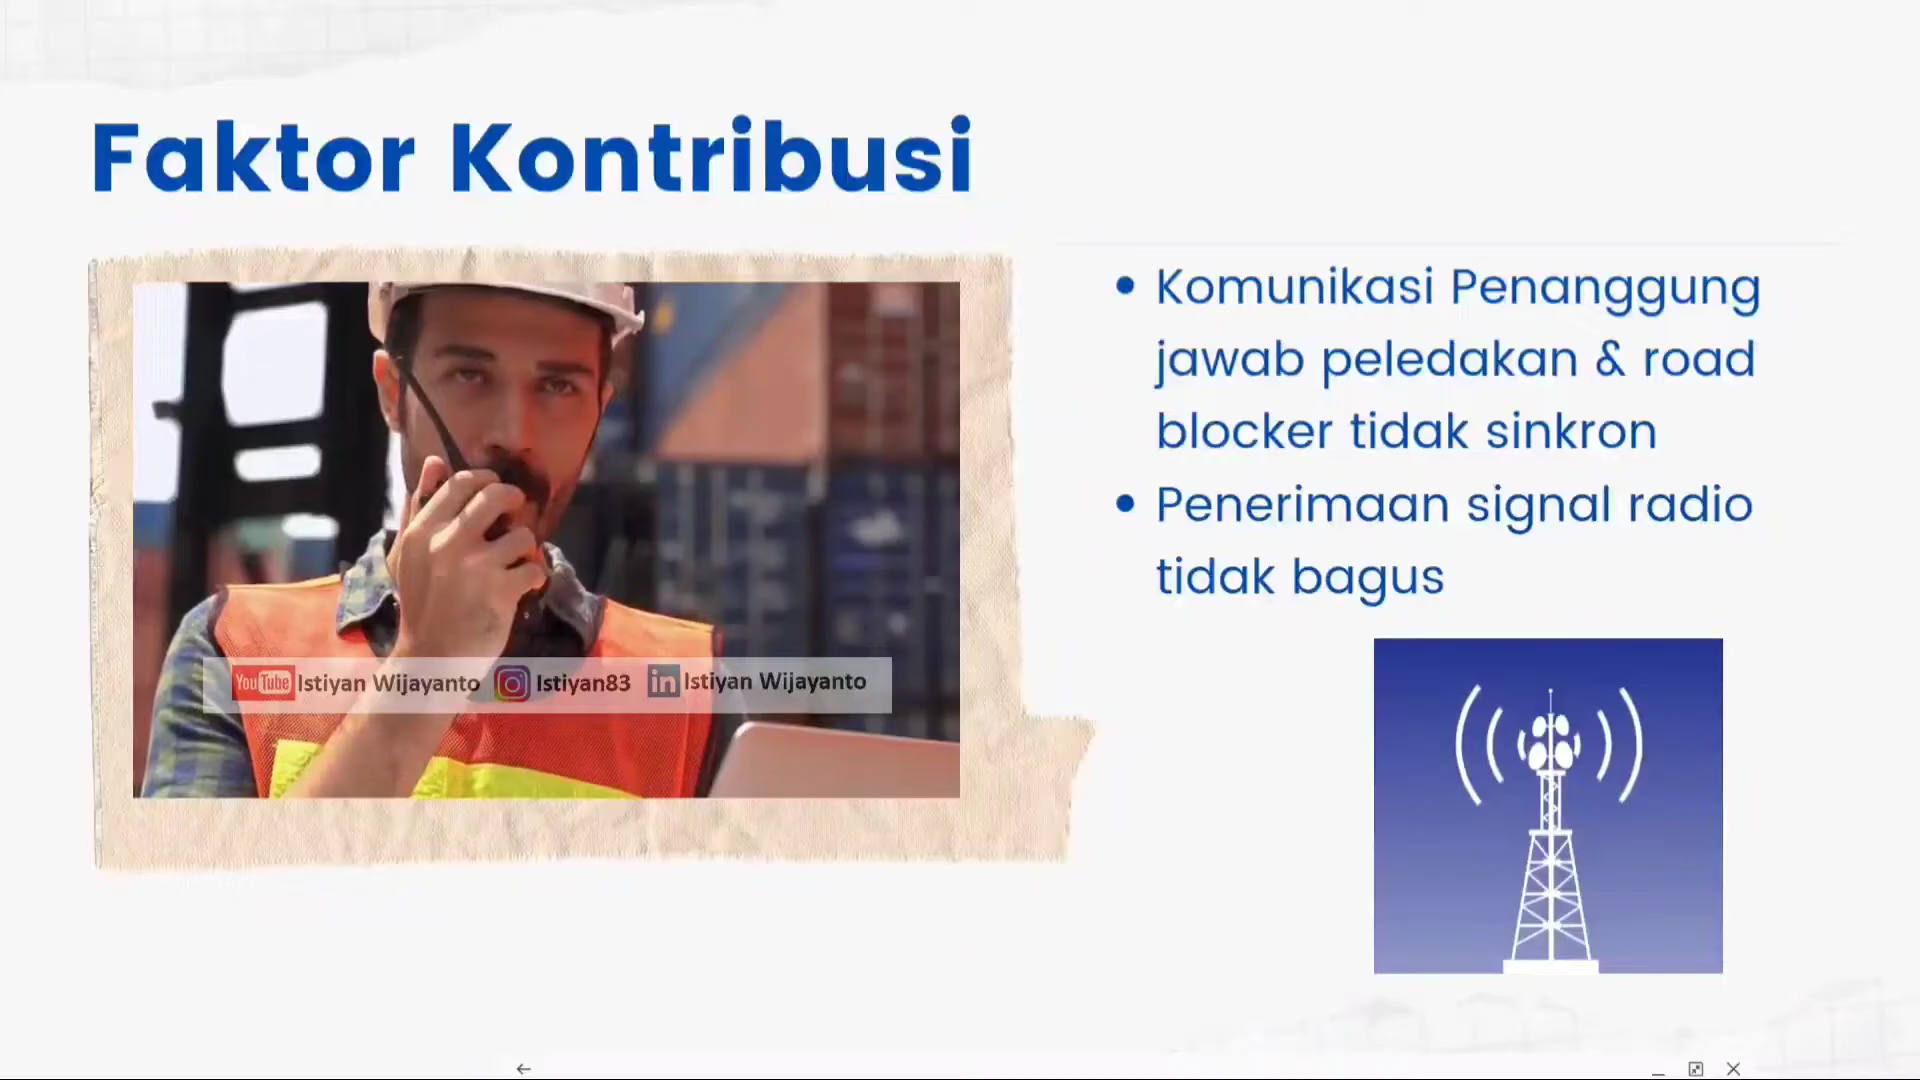 Faktor Kontribusi
• Komunikasi Penanggung
jawab peledakan & road
blocker tidak sinkron
• Penerimaan signal radio
tidak bagus
YouTube Istiyan Wijayanto Istiyan83 in Istiyan Wijayanto